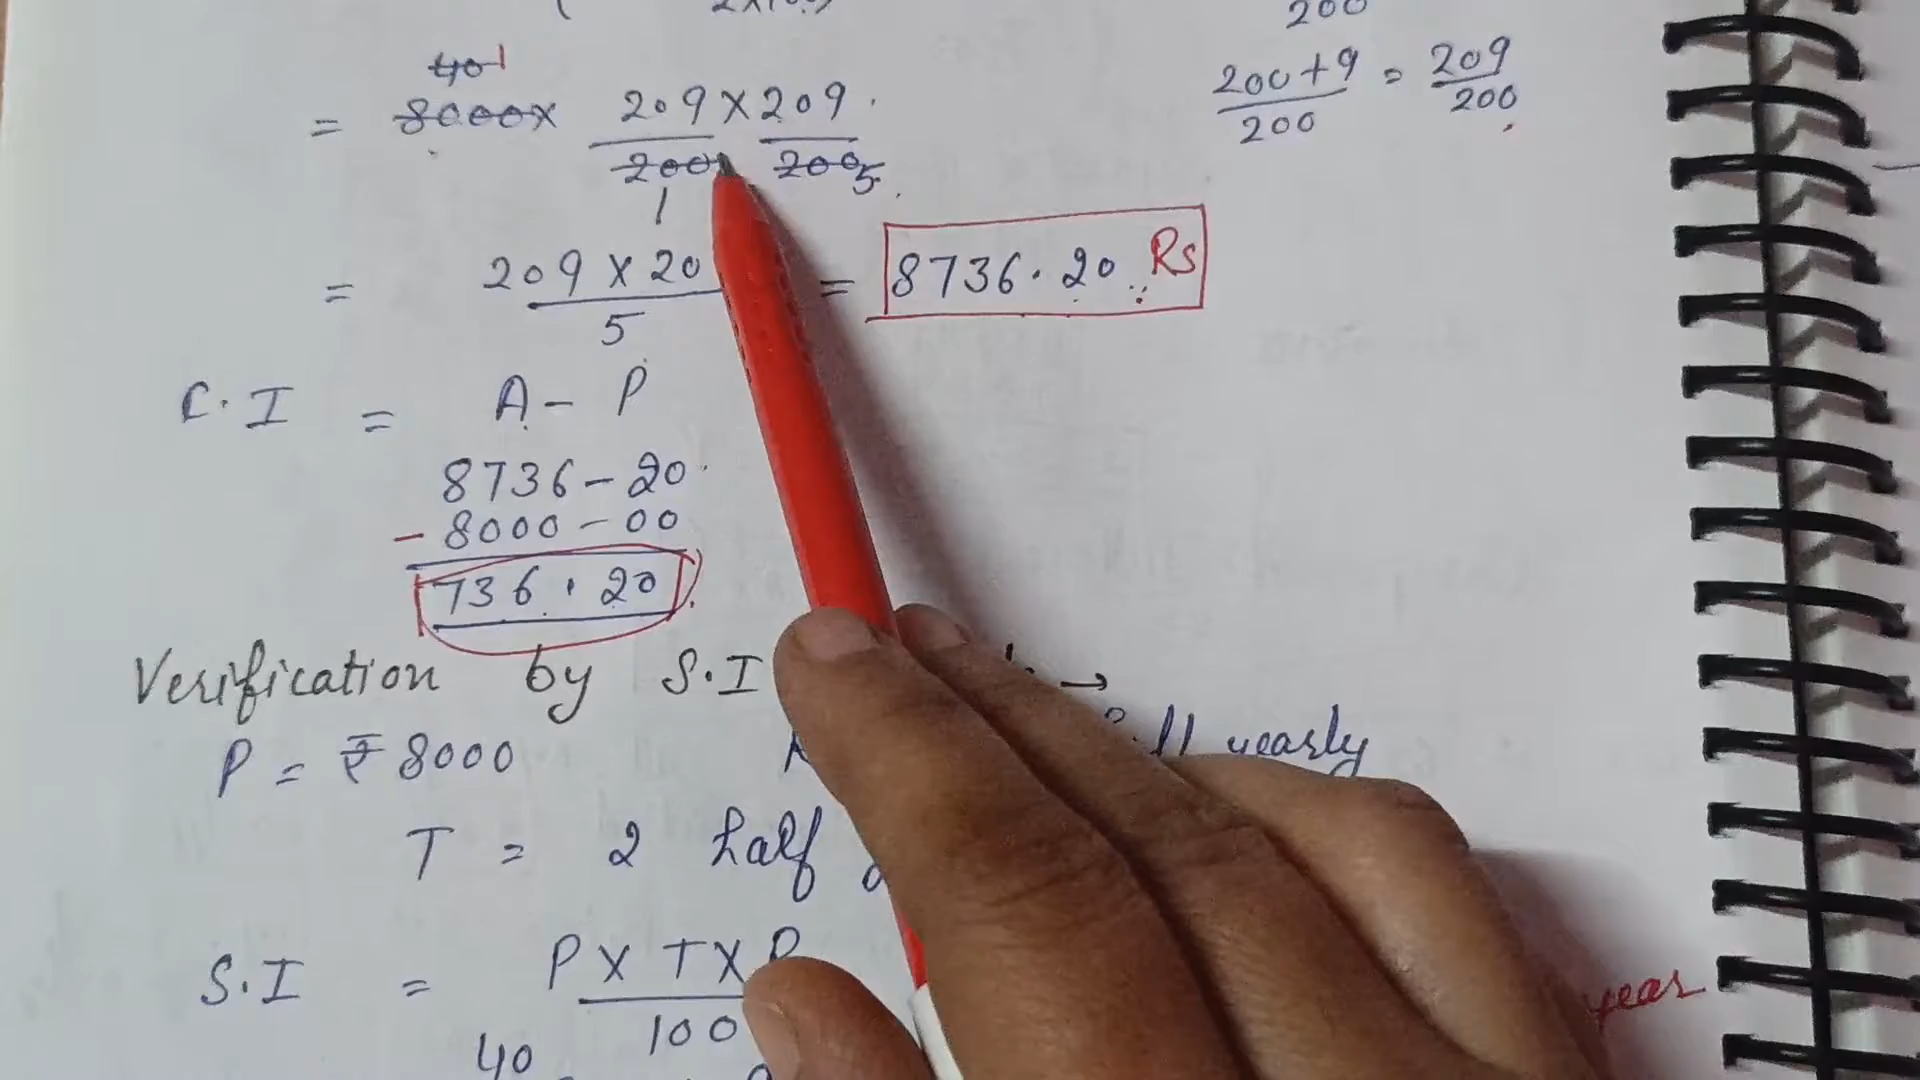 200
40 1
= 8000 x 209 x 209
200 200 5
1
200 + 9 = 209
200 200
= 209 x 20 = 8736.20 Rs
5
C.I = A - P
8736 - 20
- 8000 - 00
736.20
Verification by S.I →
P = ₹ 8000 yearly
T = 2 half
S.I = P x T x
100
year
40